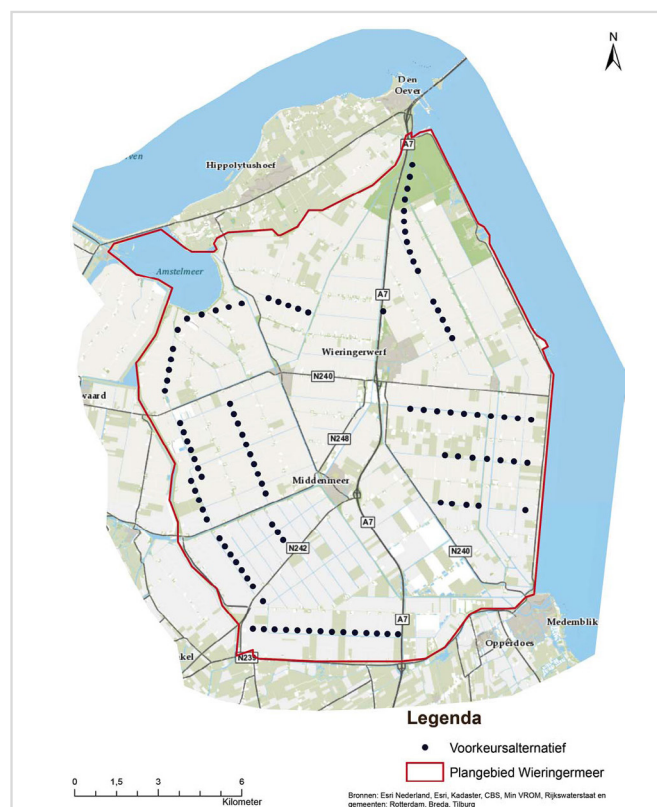 N
Den
Oever
A7
Hippolytushoef
Amstelmeer
A7
Wieringerwerf
N240
waard
N248
Middenmeer
A7
N242
N240
A7
Medemblik
Opperdoes
kel
N239
Legenda
Voorkeursalternatief
Plangebied Wieringermeer
0 1,5 3 6
Kilometer
Bronnen: Esri Nederland, Esri, Kadaster, CBS, Min VROM, Rijkswaterstaat en
gemeenten: Rotterdam, Breda, Tilburg